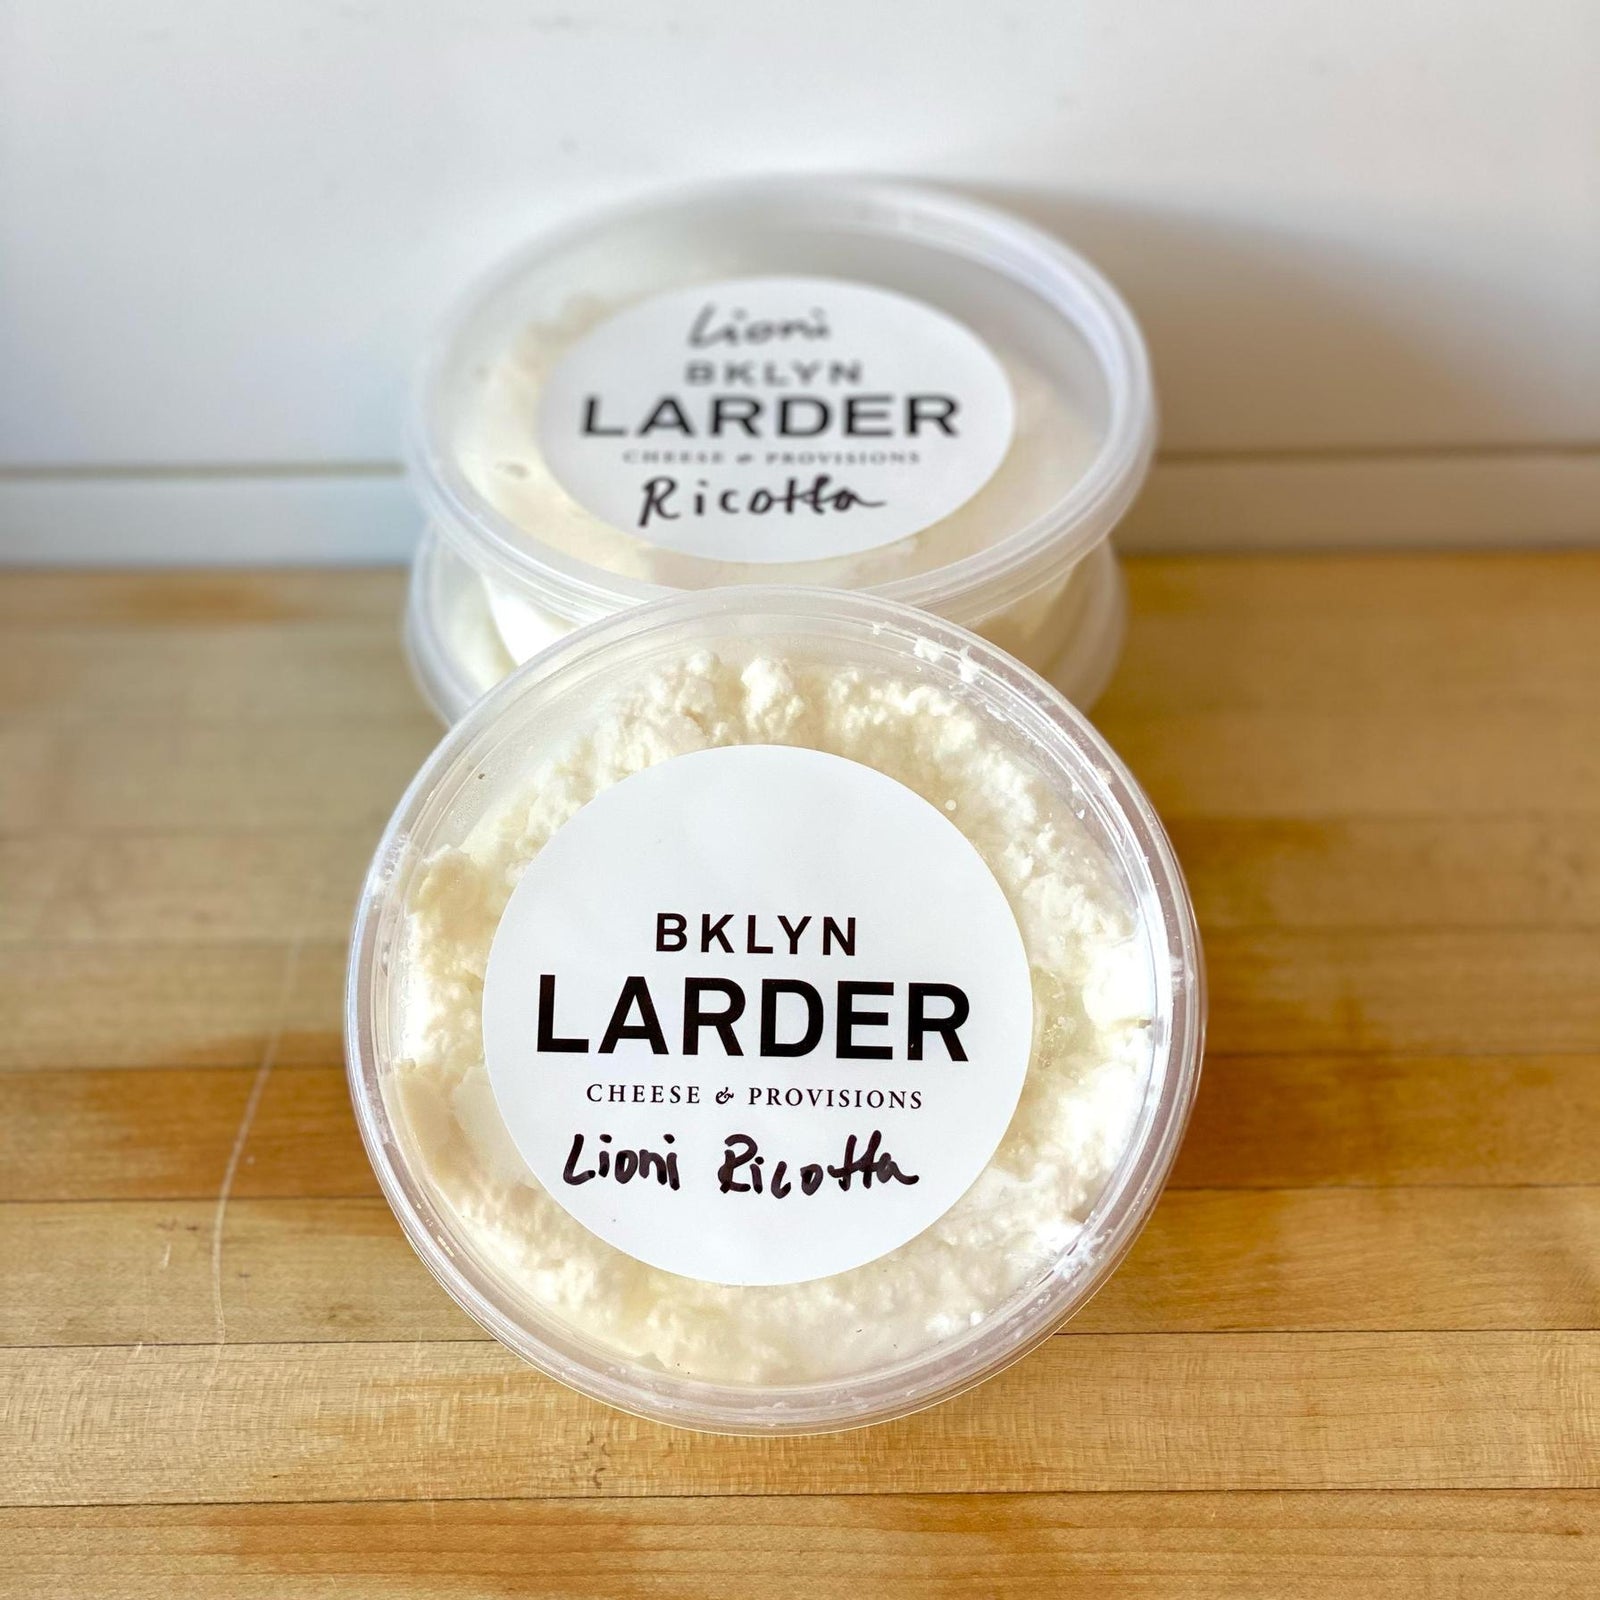 Lioni
BKLYN
LARDER
CHEESE & PROVISIONS
Ricotta
BKLYN
LARDER
CHEESE & PROVISIONS
Lioni Ricotta